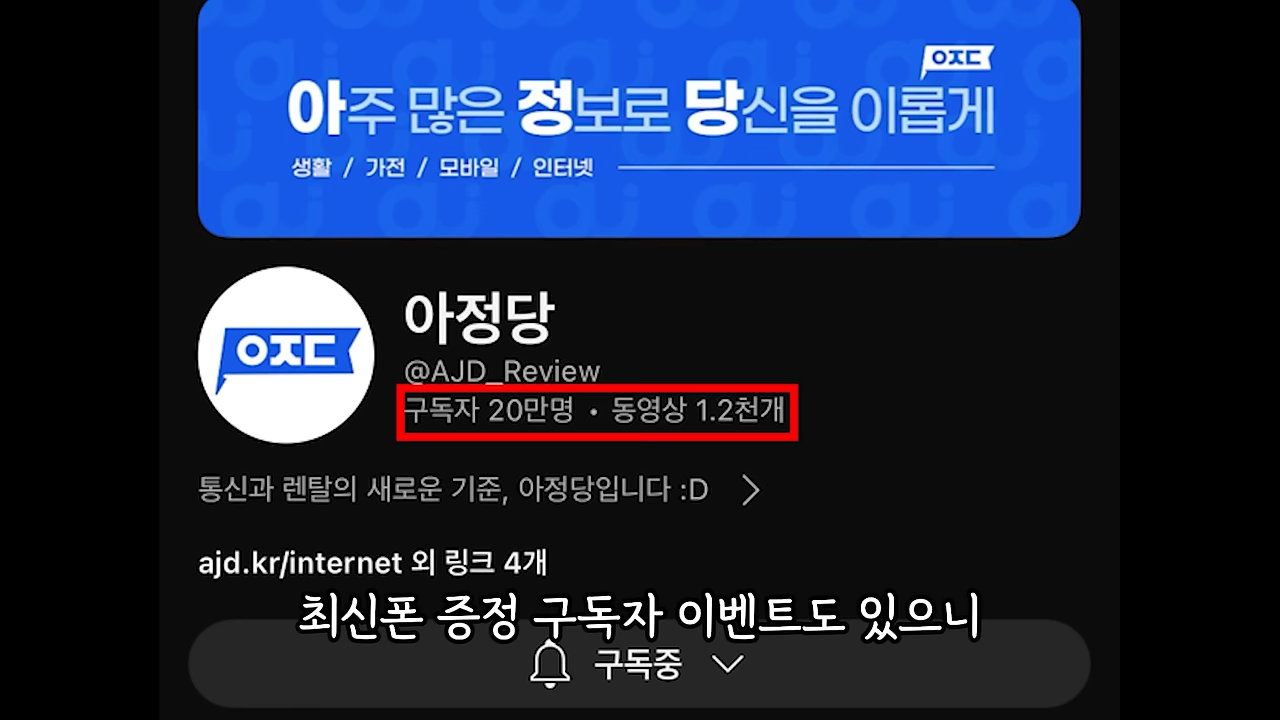 ㅇㅈㄷ
아주 많은 정보로 당신을 이롭게
생활 / 가전 / 모바일 / 인터넷
ㅇㅈㄷ
아정당
@AJD_Review
구독자 20만명 • 동영상 1.2천개
통신과 렌탈의 새로운 기준, 아정당입니다 :D
ajd.kr/internet 외 링크 4개
최신폰 증정 구독자 이벤트도 있으니
구독중